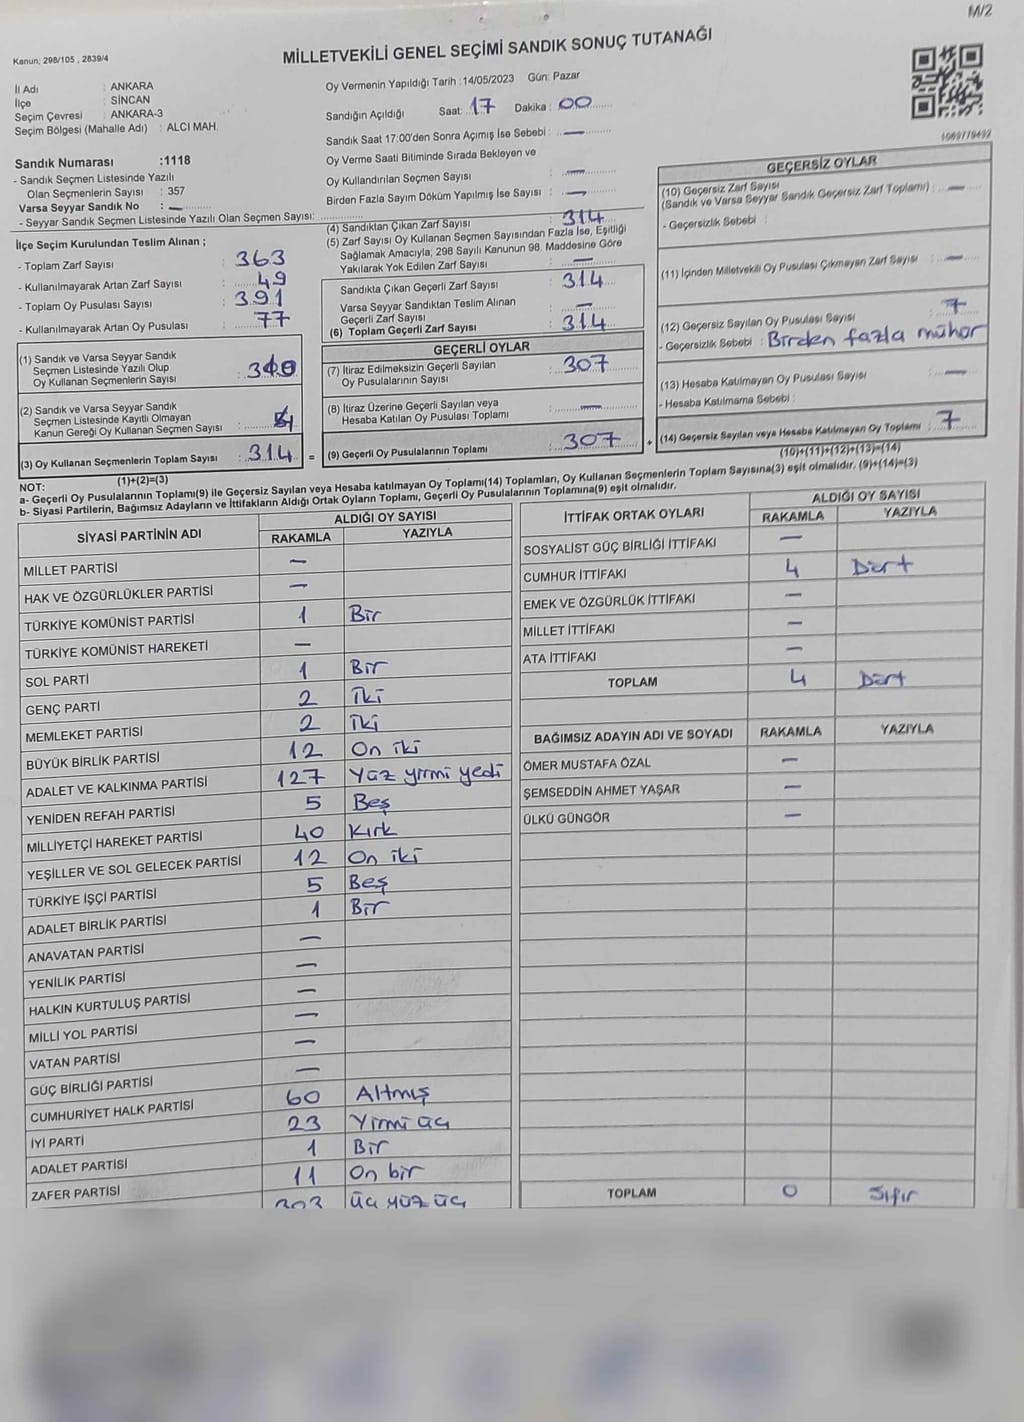 M/2
Kanun; 298/105 , 2839/4
MİLLETVEKİLİ GENEL SEÇİMİ SANDIK SONUÇ TUTANAĞI
İl Adı : ANKARA
İlçe : SİNCAN
Seçim Çevresi : ANKARA-3
Seçim Bölgesi (Mahalle Adı) : ALCI MAH.
Sandık Numarası :1118
- Sandık Seçmen Listesinde Yazılı
Olan Seçmenlerin Sayısı : 357
Varsa Seyyar Sandık No : —
- Seyyar Sandık Seçmen Listesinde Yazılı Olan Seçmen Sayısı:
İlçe Seçim Kurulundan Teslim Alınan ;
- Toplam Zarf Sayısı : 363
- Kullanılmayarak Artan Zarf Sayısı : 49
- Toplam Oy Pusulası Sayısı : 391
- Kullanılmayarak Artan Oy Pusulası : 77
(1) Sandık ve Varsa Seyyar Sandık
Seçmen Listesinde Yazılı Olup
Oy Kullanan Seçmenlerin Sayısı :
(2) Sandık ve Varsa Seyyar Sandık
Seçmen Listesinde Kayıtlı Olmayan
Kanun Gereği Oy Kullanan Seçmen Sayısı :
(3) Oy Kullanan Seçmenlerin Toplam Sayısı : 314 =
(1)+(2)=(3)
Oy Vermenin Yapıldığı Tarih :14/05/2023 Gün: Pazar
Sandığın Açıldığı Saat: 17 Dakika : 00
Sandık Saat 17:00'den Sonra Açımış İse Sebebi : —
Oy Verme Saati Bitiminde Sırada Bekleyen ve
Oy Kullandırılan Seçmen Sayısı : —
Birden Fazla Sayım Döküm Yapılmış İse Sayısı : —
(4) Sandıktan Çıkan Zarf Sayısı : 314
(5) Zarf Sayısı Oy Kullanan Seçmen Sayısından Fazla İse, Eşitliği
Sağlamak Amacıyla; 298 Sayılı Kanunun 98. Maddesine Göre
Yakılarak Yok Edilen Zarf Sayısı : —
Sandıkta Çıkan Geçerli Zarf Sayısı : 314
Varsa Seyyar Sandıktan Teslim Alınan
Geçerli Zarf Sayısı : —
(6) Toplam Geçerli Zarf Sayısı : 314
GEÇERLİ OYLAR
(7) İtiraz Edilmeksizin Geçerli Sayılan
Oy Pusulalarının Sayısı : 307
(8) İtiraz Üzerine Geçerli Sayılan veya
Hesaba Katılan Oy Pusulası Toplamı : —
(9) Geçerli Oy Pusulalarının Toplamı : 307 +
1069779492
GEÇERSİZ OYLAR
(10) Geçersiz Zarf Sayısı
(Sandık ve Varsa Seyyar Sandık Geçersiz Zarf Toplamı) : —
- Geçersizlik Sebebi :
(11) İçinden Milletvekili Oy Pusulası Çıkmayan Zarf Sayısı : —
(12) Geçersiz Sayılan Oy Pusulası Sayısı : 7
- Geçersizlik Sebebi : Birden fazla mühür
(13) Hesaba Katılmayan Oy Pusulası Sayısı : —
- Hesaba Katılmama Sebebi :
(14) Geçersiz Sayılan veya Hesaba Katılmayan Oy Toplamı : 7
(10)+(11)+(12)+(13)=(14)
NOT:
a- Geçerli Oy Pusulalarının Toplamı(9) ile Geçersiz Sayılan veya Hesaba katılmayan Oy Toplamı(14) Toplamları, Oy Kullanan Seçmenlerin Toplam Sayısına(3) eşit olmalıdır. (9)+(14)=(3)
b- Siyasi Partilerin, Bağımsız Adayların ve İttifakların Aldığı Ortak Oyların Toplamı, Geçerli Oy Pusulalarının Toplamına(9) eşit olmalıdır.
SİYASİ PARTİNİN ADI ALDIĞI OY SAYISI
RAKAMLA YAZIYLA
MİLLET PARTİSİ —
HAK VE ÖZGÜRLÜKLER PARTİSİ —
TÜRKİYE KOMÜNİST PARTİSİ 1 Bir
TÜRKİYE KOMÜNİST HAREKETİ —
SOL PARTİ 1 Bir
GENÇ PARTİ 2 İki
MEMLEKET PARTİSİ 2 İki
BÜYÜK BİRLİK PARTİSİ 12 On iki
ADALET VE KALKINMA PARTİSİ 127 Yüz yirmi yedi
YENİDEN REFAH PARTİSİ 5 Beş
MİLLİYETÇİ HAREKET PARTİSİ 40 Kırk
YEŞİLLER VE SOL GELECEK PARTİSİ 12 On iki
TÜRKİYE İŞÇİ PARTİSİ 5 Beş
ADALET BİRLİK PARTİSİ 1 Bir
ANAVATAN PARTİSİ —
YENİLİK PARTİSİ —
HALKIN KURTULUŞ PARTİSİ —
MİLLİ YOL PARTİSİ —
VATAN PARTİSİ —
GÜÇ BİRLİĞİ PARTİSİ —
CUMHURİYET HALK PARTİSİ 60 Altmış
İYİ PARTİ 23 Yirmi üç
ADALET PARTİSİ 1 Bir
ZAFER PARTİSİ 11 On bir
303 üç yüz üç
İTTİFAK ORTAK OYLARI ALDIĞI OY SAYISI
RAKAMLA YAZIYLA
SOSYALİST GÜÇ BİRLİĞİ İTTİFAKI —
CUMHUR İTTİFAKI 4 Dört
EMEK VE ÖZGÜRLÜK İTTİFAKI —
MİLLET İTTİFAKI —
ATA İTTİFAKI —
TOPLAM 4 Dört
BAĞIMSIZ ADAYIN ADI VE SOYADI RAKAMLA YAZIYLA
ÖMER MUSTAFA ÖZAL —
ŞEMSEDDİN AHMET YAŞAR —
ÜLKÜ GÜNGÖR —
TOPLAM 0 Sıfır